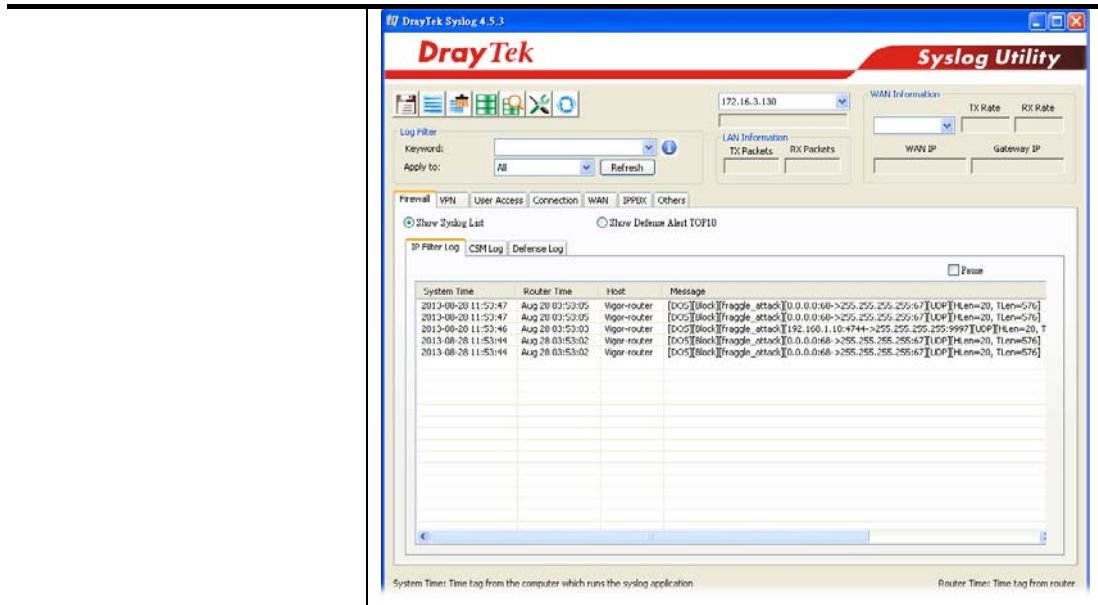 DrayTek Syslog 4.5.3
DrayTek
Syslog Utility
172.16.3.130
WAN Information
TX Rate RX Rate
Log Filter
Keyword:
LAN Information
TX Packets RX Packets
WAN IP Gateway IP
Apply to: All Refresh
Firewall VPN User Access Connection WAN IPPBX Others
Show Syslog List Show Defense Alert TOP10
IP Filter Log CSM Log Defense Log
Pause
System Time Router Time Host Message
2013-08-28 11:53:47 Aug 28 03:53:05 Vigor-router [DOS][Block][fraggle_attack][0.0.0.0:68->255.255.255.255:67][UDP][HLen=20, TLen=576]
2013-08-28 11:53:47 Aug 28 03:53:05 Vigor-router [DOS][Block][fraggle_attack][0.0.0.0:68->255.255.255.255:67][UDP][HLen=20, TLen=576]
2013-08-28 11:53:46 Aug 28 03:53:03 Vigor-router [DOS][Block][fraggle_attack][192.168.1.10:4744->255.255.255.255:9997][UDP][HLen=20, T
2013-08-28 11:53:44 Aug 28 03:53:02 Vigor-router [DOS][Block][fraggle_attack][0.0.0.0:68->255.255.255.255:67][UDP][HLen=20, TLen=576]
2013-08-28 11:53:44 Aug 28 03:53:02 Vigor-router [DOS][Block][fraggle_attack][0.0.0.0:68->255.255.255.255:67][UDP][HLen=20, TLen=576]
System Time: Time tag from the computer which runs the syslog application Router Time: Time tag from router